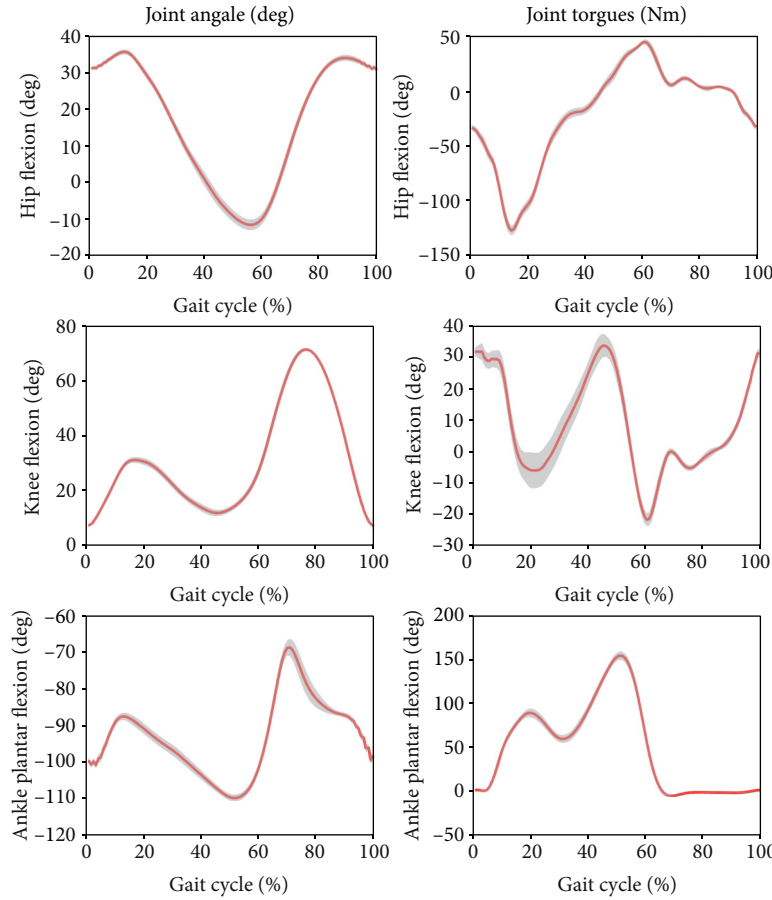 Joint angale (deg)
Joint torgues (Nm)
Hip flexion (deg)
40
30
20
10
0
−10
−20
0 20 40 60 80 100
Gait cycle (%)
Hip flexion (deg)
50
0
−50
−100
−150
0 20 40 60 80 100
Gait cycle (%)
Knee flexion (deg)
80
60
40
20
0
0 20 40 60 80 100
Gait cycle (%)
Knee flexion (deg)
40
30
20
10
0
−10
−20
−30
0 20 40 60 80 100
Gait cycle (%)
Ankle plantar flexion (deg)
−60
−70
−80
−90
−100
−110
−120
0 20 40 60 80 100
Gait cycle (%)
Ankle plantar flexion (deg)
200
150
100
50
0
−50
0 20 40 60 80 100
Gait cycle (%)